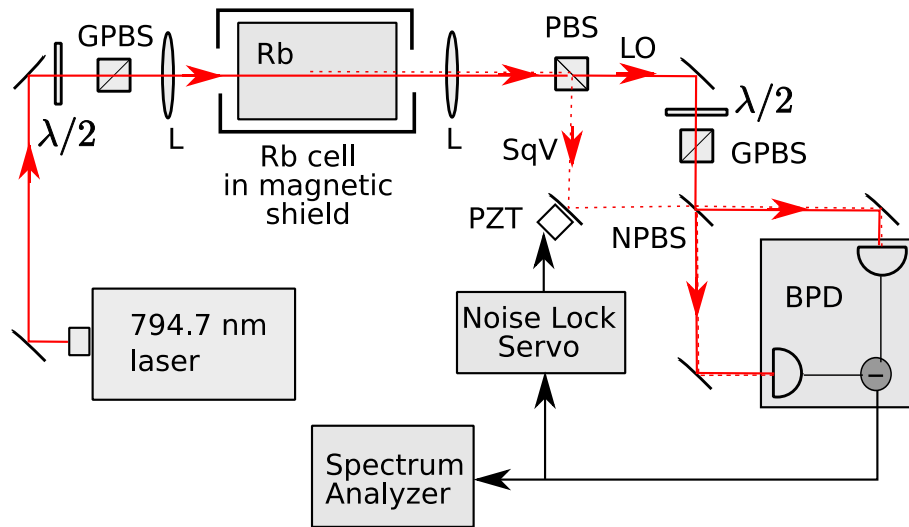 GPBS
λ/2
L
Rb
Rb cell
in magnetic
shield
L
PBS
LO
λ/2
GPBS
SqV
PZT
NPBS
BPD
−
794.7 nm
laser
Noise Lock
Servo
Spectrum
Analyzer